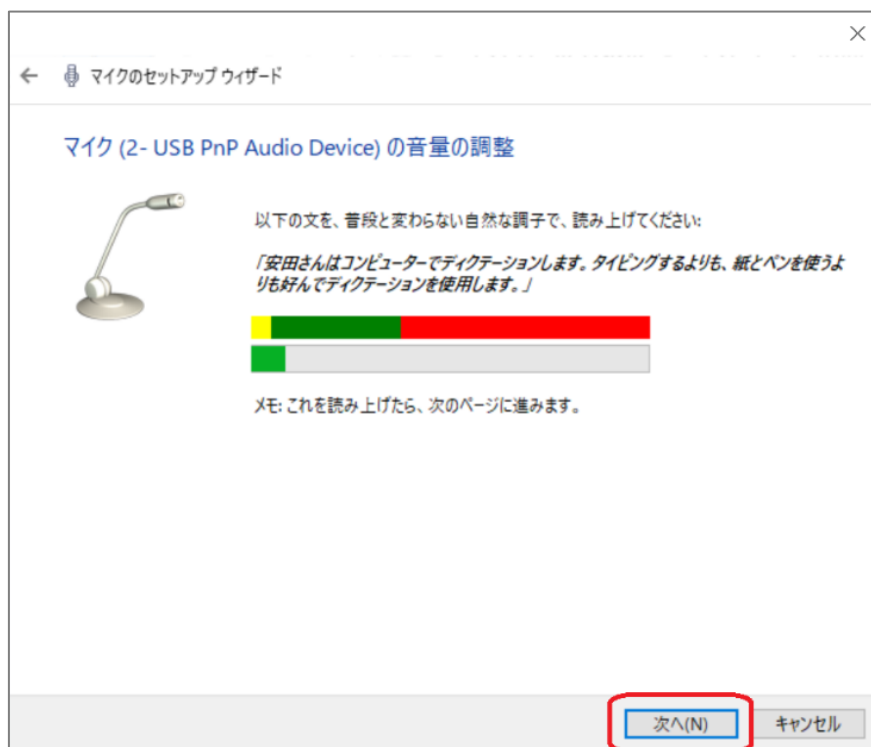 マイクのセットアップ ウィザード
マイク (2- USB PnP Audio Device) の音量の調整
以下の文を、普段と変わらない自然な調子で、読み上げてください:
「安田さんはコンピューターでディクテーションします。タイピングするよりも、紙とペンを使うよ
りも好んでディクテーションを使用します。」
メモ: これを読み上げたら、次のページに進みます。
次へ(N)
キャンセル